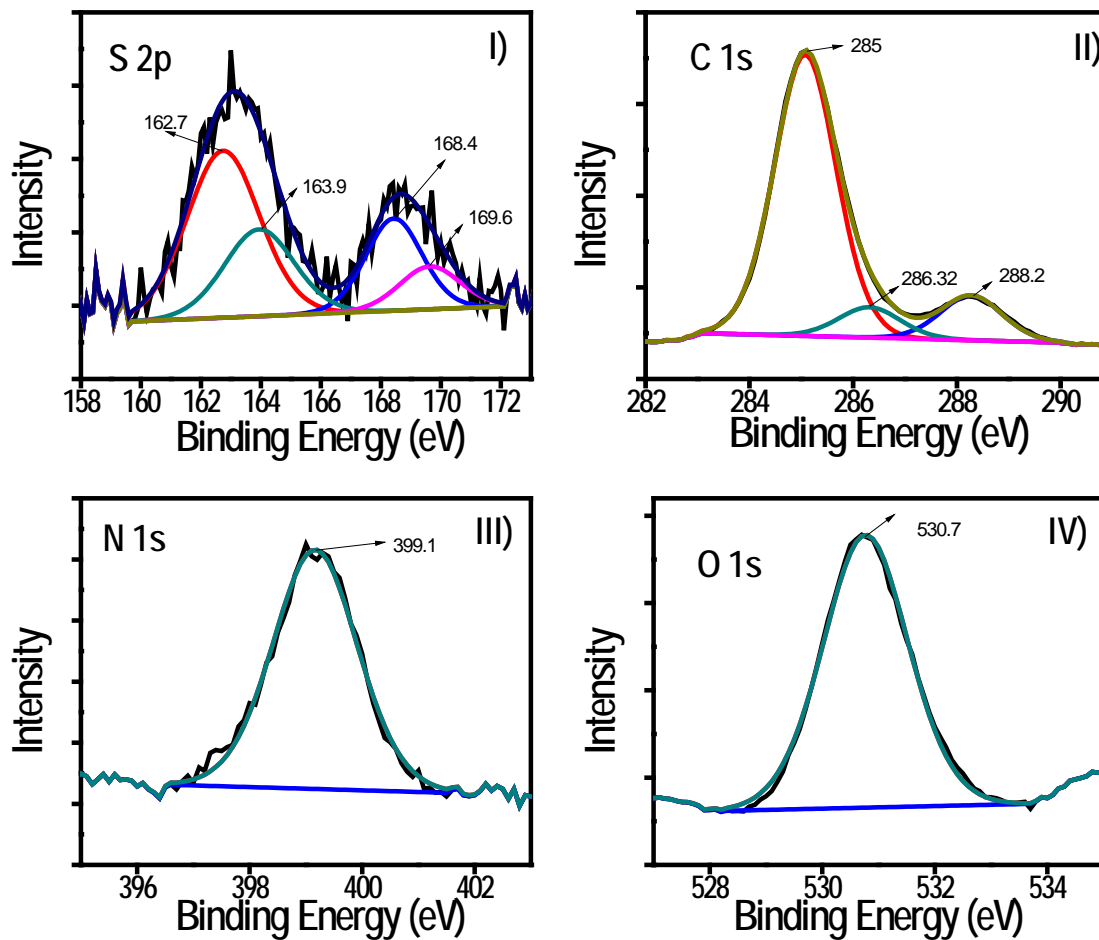 S 2p
I)
162.7
163.9
168.4
169.6
Intensity
158 160 162 164 166 168 170 172
Binding Energy (eV)
C 1s
II)
285
286.32
288.2
Intensity
282 284 286 288 290
Binding Energy (eV)
N 1s
III)
399.1
Intensity
396 398 400 402
Binding Energy (eV)
O 1s
IV)
530.7
Intensity
528 530 532 534
Binding Energy (eV)